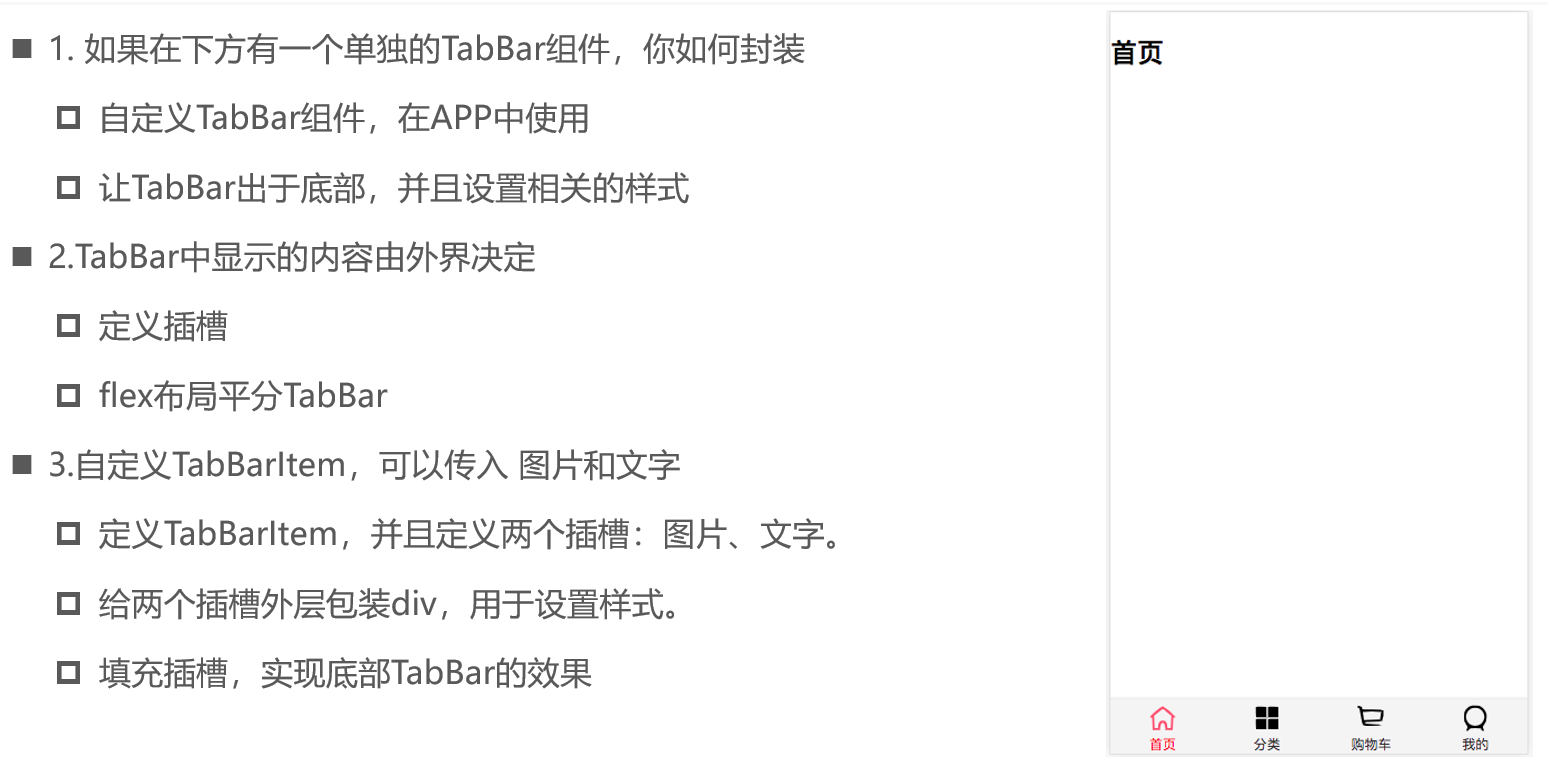 1. 如果在下方有一个单独的TabBar组件，你如何封装
自定义TabBar组件，在APP中使用
让TabBar出于底部，并且设置相关的样式
2.TabBar中显示的内容由外界决定
定义插槽
flex布局平分TabBar
3.自定义TabBarItem，可以传入 图片和文字
定义TabBarItem，并且定义两个插槽：图片、文字。
给两个插槽外层包装div，用于设置样式。
填充插槽，实现底部TabBar的效果
首页
首页 分类 购物车 我的